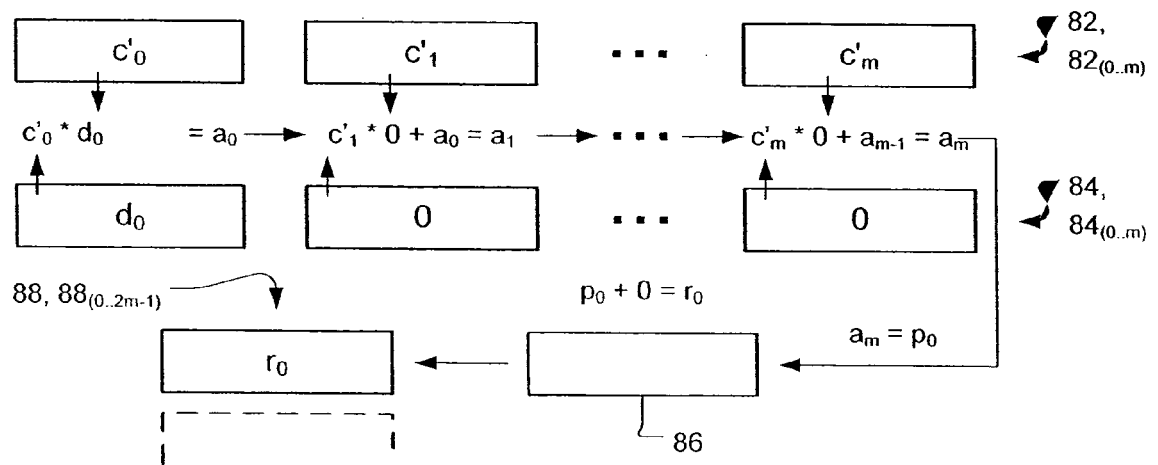 c'₀ c'₁ ▪ ▪ ▪ c'ₘ 82,
82₍₀..ₘ₎
c'₀ * d₀ = a₀ c'₁ * 0 + a₀ = a₁ ▪ ▪ ▪ c'ₘ * 0 + aₘ₋₁ = aₘ
d₀ 0 ▪ ▪ ▪ 0 84,
84₍₀..ₘ₎
88, 88₍₀..₂ₘ₋₁₎ p₀ + 0 = r₀
aₘ = p₀
r₀
86